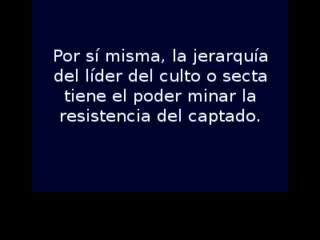 Por sí misma, la jerarquía
del líder del culto o secta
tiene el poder minar la
resistencia del captado.